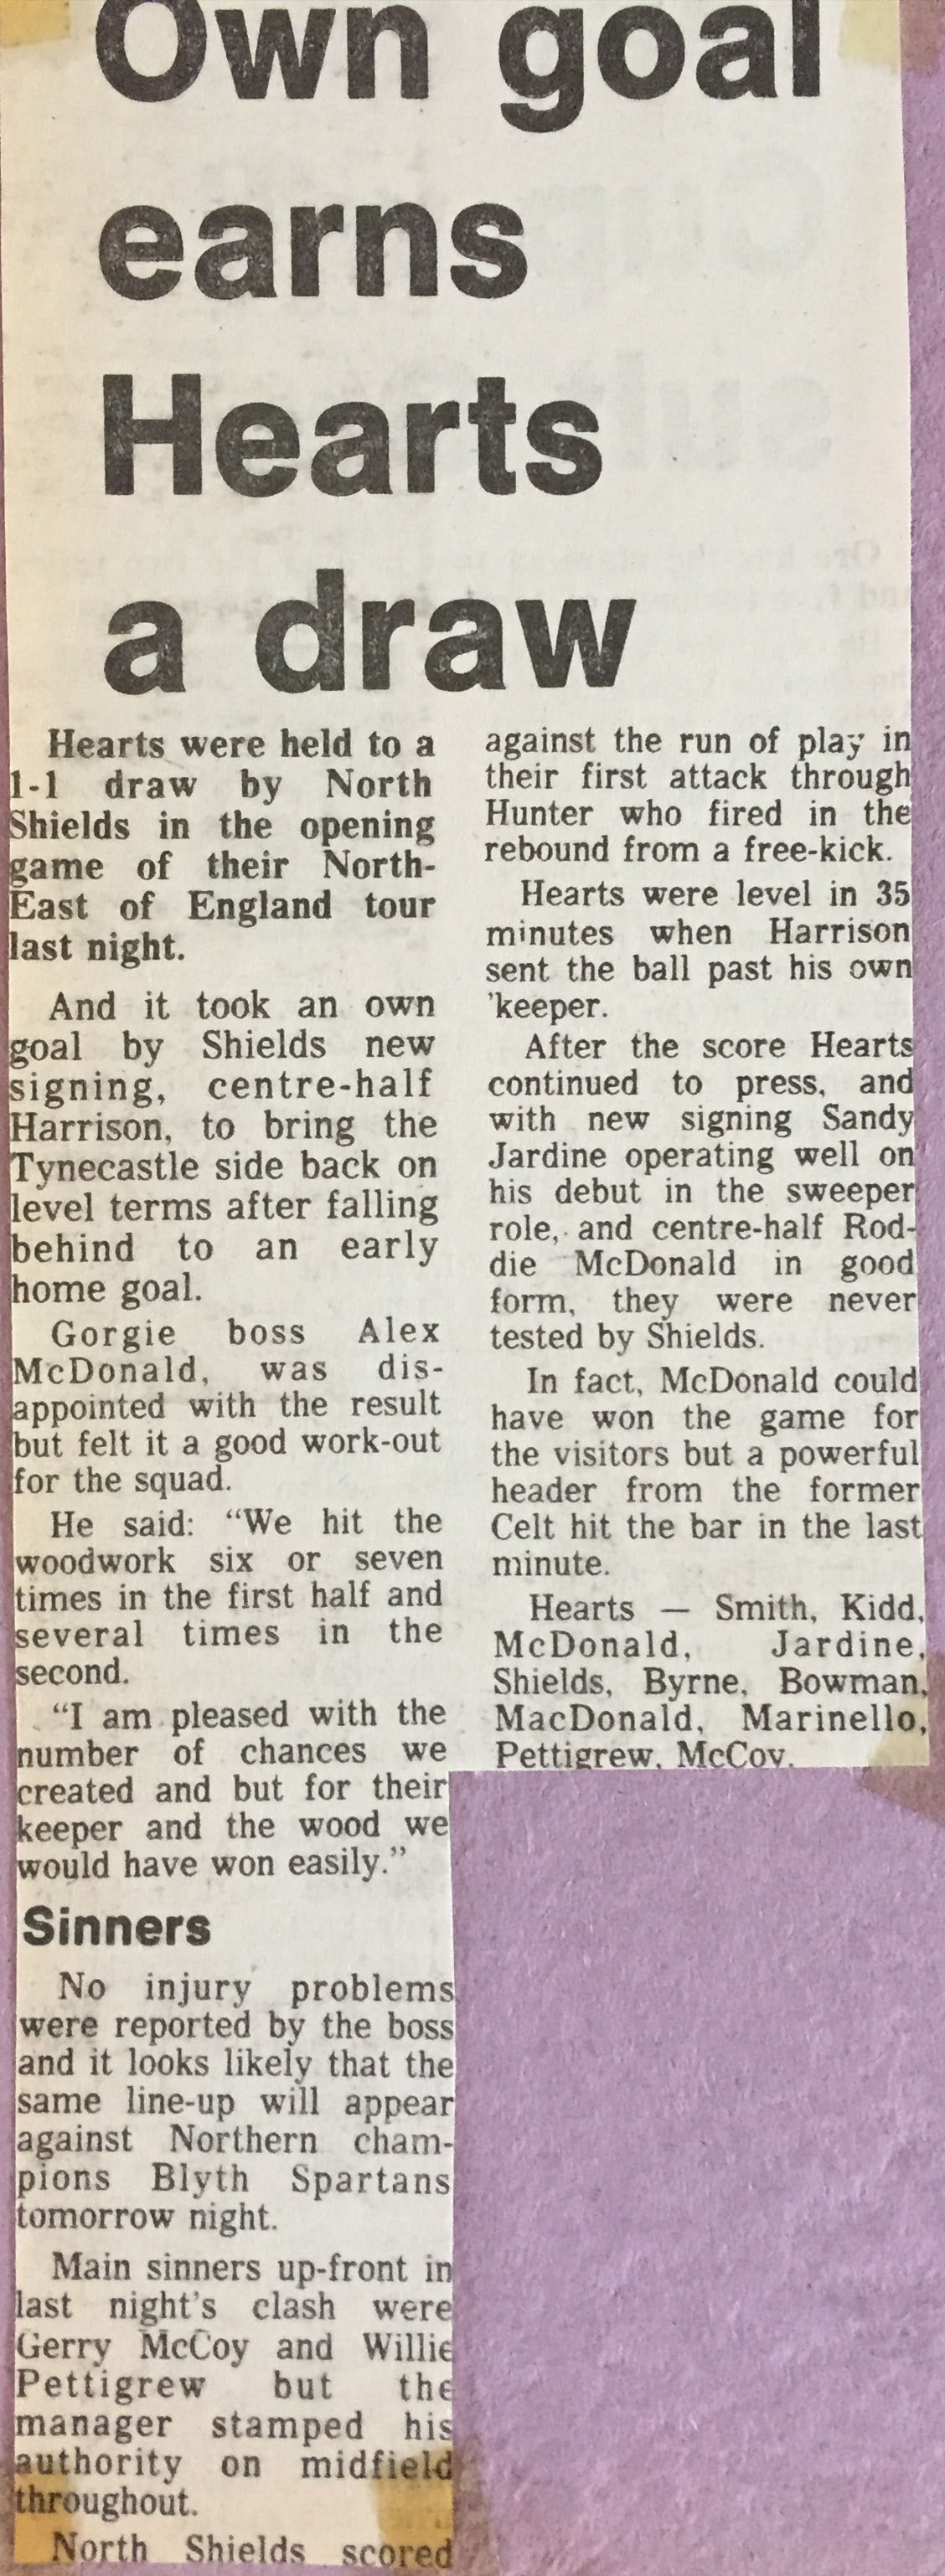 Own goal
earns
Hearts
a draw
Hearts were held to a
1-1 draw by North
Shields in the opening
game of their North-
East of England tour
last night.
And it took an own
goal by Shields new
signing, centre-half
Harrison, to bring the
Tynecastle side back on
level terms after falling
behind to an early
home goal.
Gorgie boss Alex
McDonald, was dis-
appointed with the result
but felt it a good work-out
for the squad.
He said: “We hit the
woodwork six or seven
times in the first half and
several times in the
second.
“I am pleased with the
number of chances we
created and but for their
keeper and the wood we
would have won easily.”
Sinners
No injury problems
were reported by the boss
and it looks likely that the
same line-up will appear
against Northern cham-
pions Blyth Spartans
tomorrow night.
Main sinners up-front in
last night's clash were
Gerry McCoy and Willie
Pettigrew but the
manager stamped his
authority on midfield
throughout.
North Shields scored
against the run of play in
their first attack through
Hunter who fired in the
rebound from a free-kick.
Hearts were level in 35
minutes when Harrison
sent the ball past his own
'keeper.
After the score Hearts
continued to press, and
with new signing Sandy
Jardine operating well on
his debut in the sweeper
role, and centre-half Rod-
die McDonald in good
form, they were never
tested by Shields.
In fact, McDonald could
have won the game for
the visitors but a powerful
header from the former
Celt hit the bar in the last
minute.
Hearts — Smith, Kidd,
McDonald, Jardine,
Shields, Byrne, Bowman,
MacDonald, Marinello,
Pettigrew, McCoy.